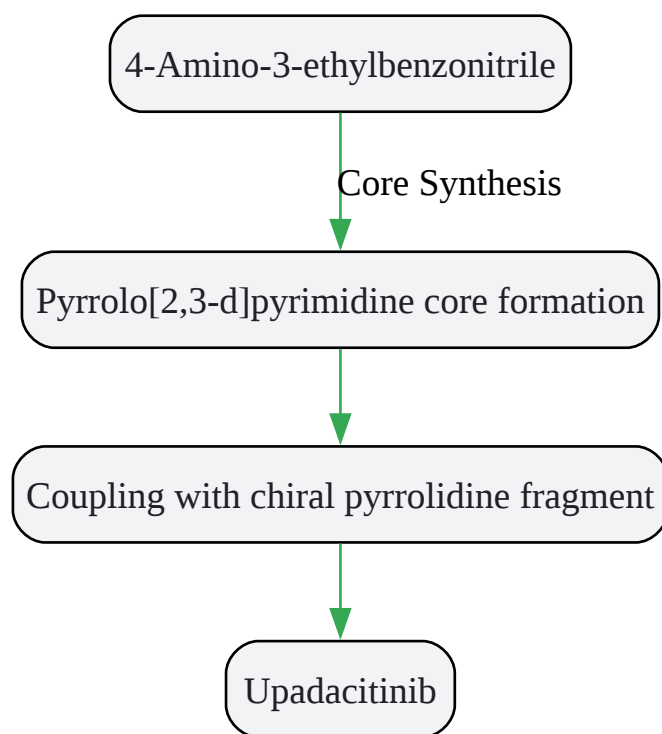 4-Amino-3-ethylbenzonitrile
Core Synthesis
Pyrrolo[2,3-d]pyrimidine core formation
Coupling with chiral pyrrolidine fragment
Upadacitinib